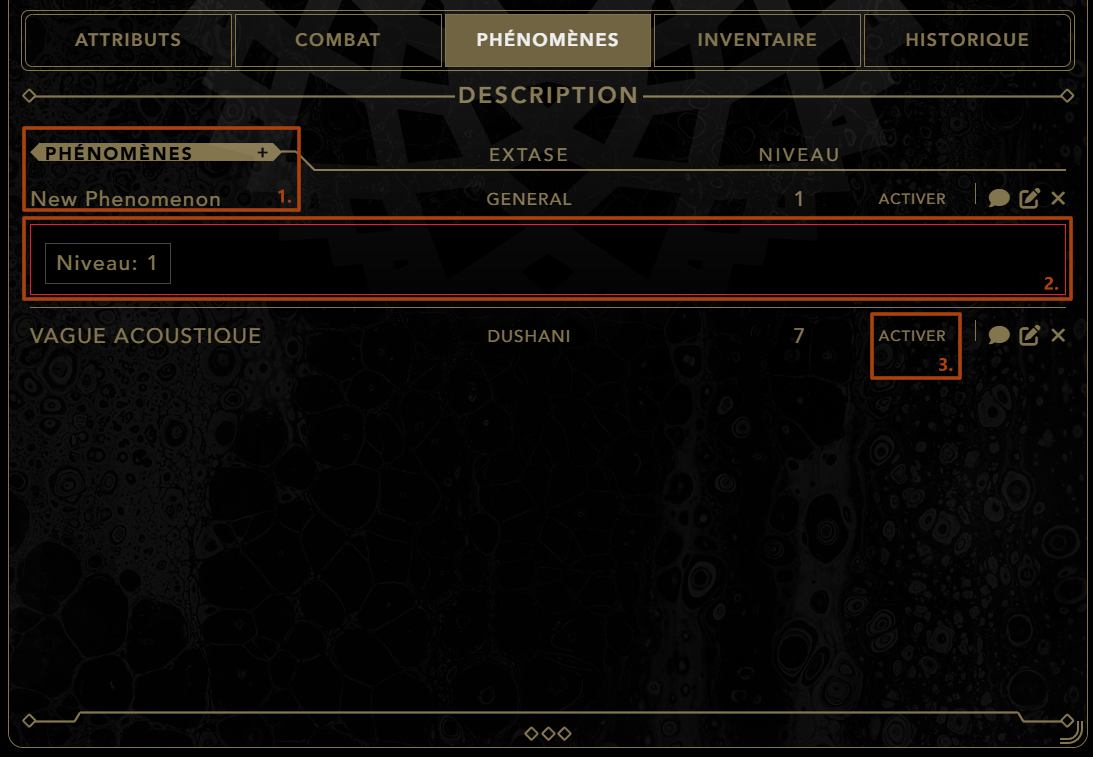 ATTRIBUTS COMBAT PHÉNOMÈNES INVENTAIRE HISTORIQUE
DESCRIPTION
PHÉNOMÈNES + EXTASE NIVEAU
New Phenomenon 1. GENERAL 1 ACTIVER
Niveau: 1
2.
VAGUE ACOUSTIQUE DUSHANI 7 ACTIVER
3.